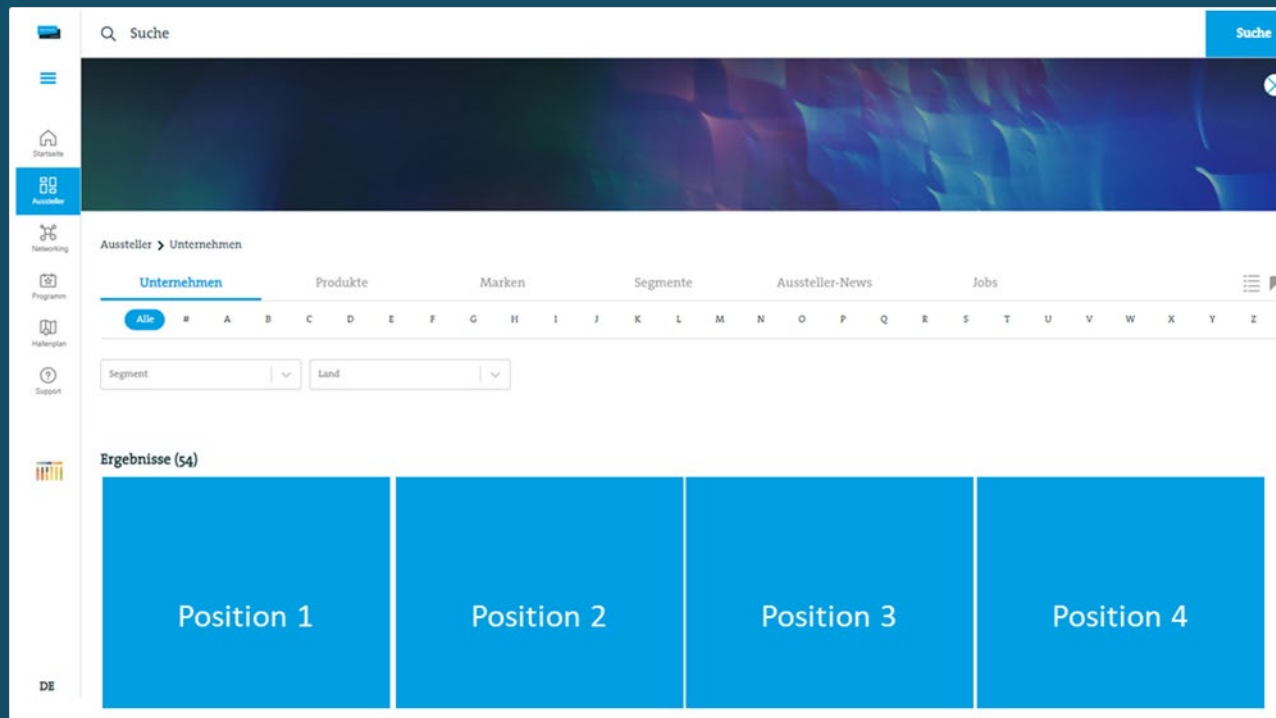 Suche
Suche
Startseite
Aussteller
Networking
Programm
Hallenplan
Support
DE
Aussteller > Unternehmen
Unternehmen Produkte Marken Segmente Aussteller-News Jobs
Alle # A B C D E F G H I J K L M N O P Q R S T U V W X Y Z
Segment Land
Ergebnisse (54)
Position 1 Position 2 Position 3 Position 4